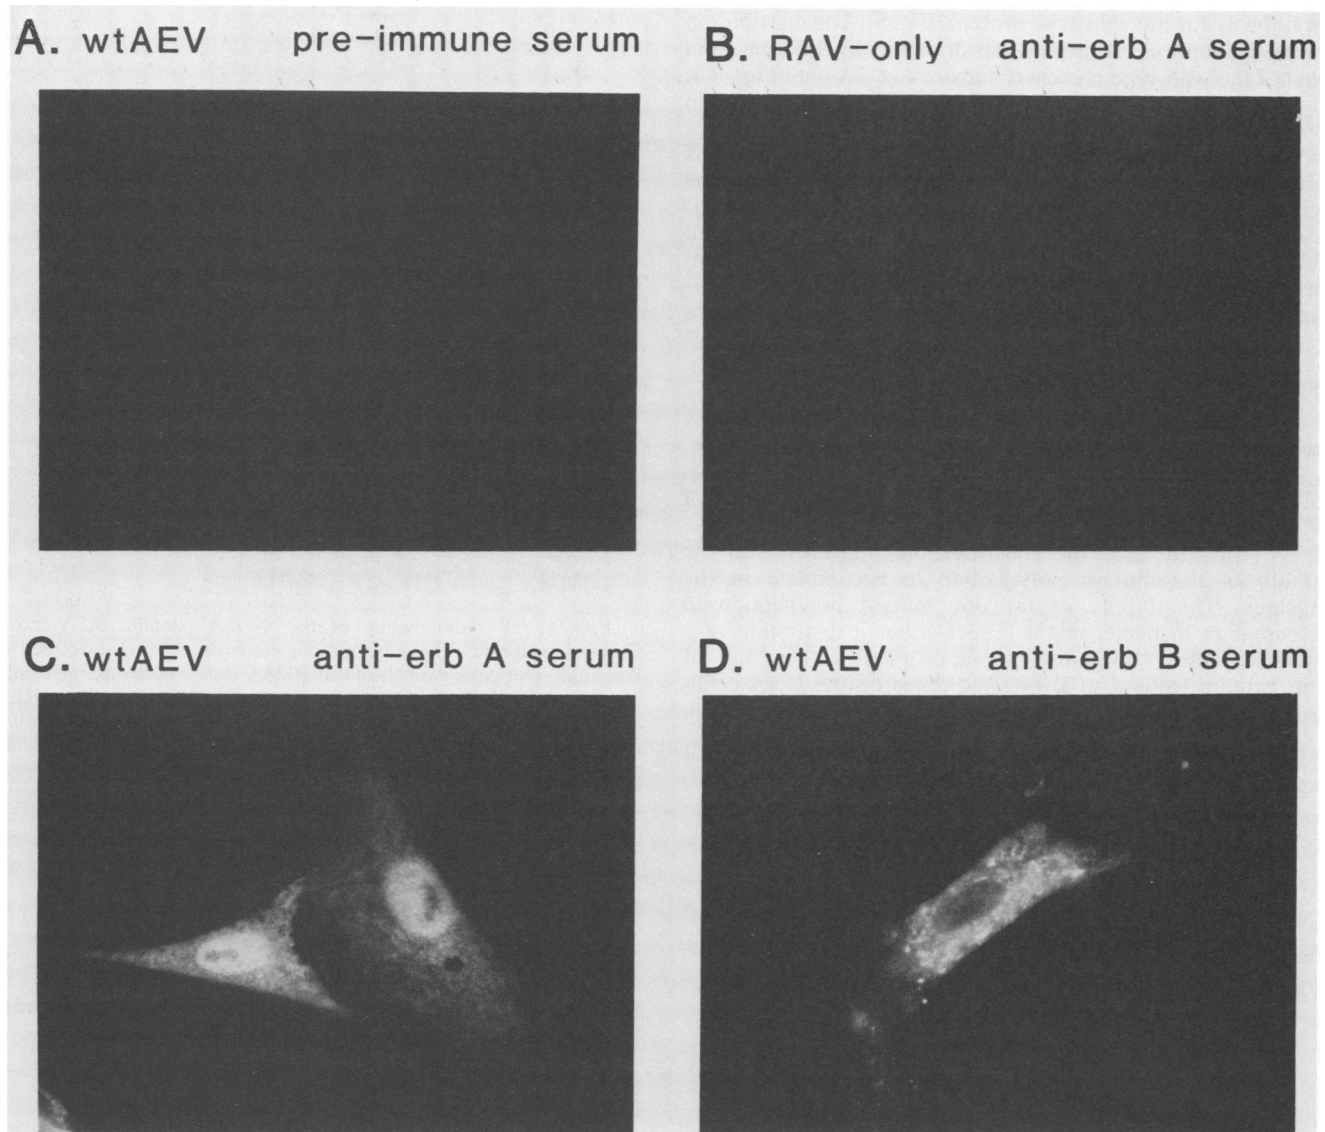 A. wtAEV pre-immune serum
B. RAV-only anti-erb A serum
C. wtAEV anti-erb A serum
D. wtAEV anti-erb B serum